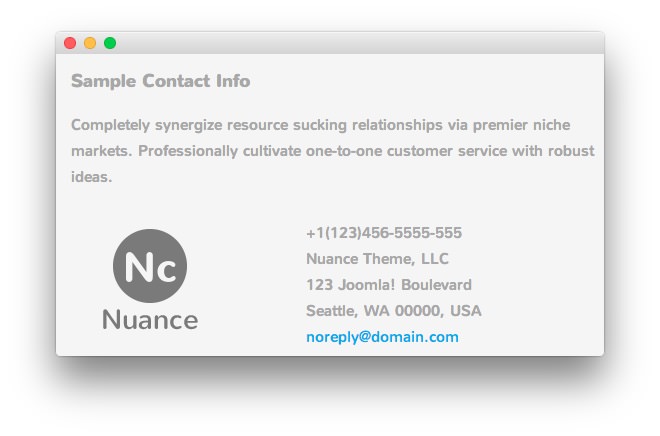 Sample Contact Info
Completely synergize resource sucking relationships via premier niche
markets. Professionally cultivate one-to-one customer service with robust
ideas.
Nc
Nuance
+1(123)456-5555-555
Nuance Theme, LLC
123 Joomla! Boulevard
Seattle, WA 00000, USA
noreply@domain.com